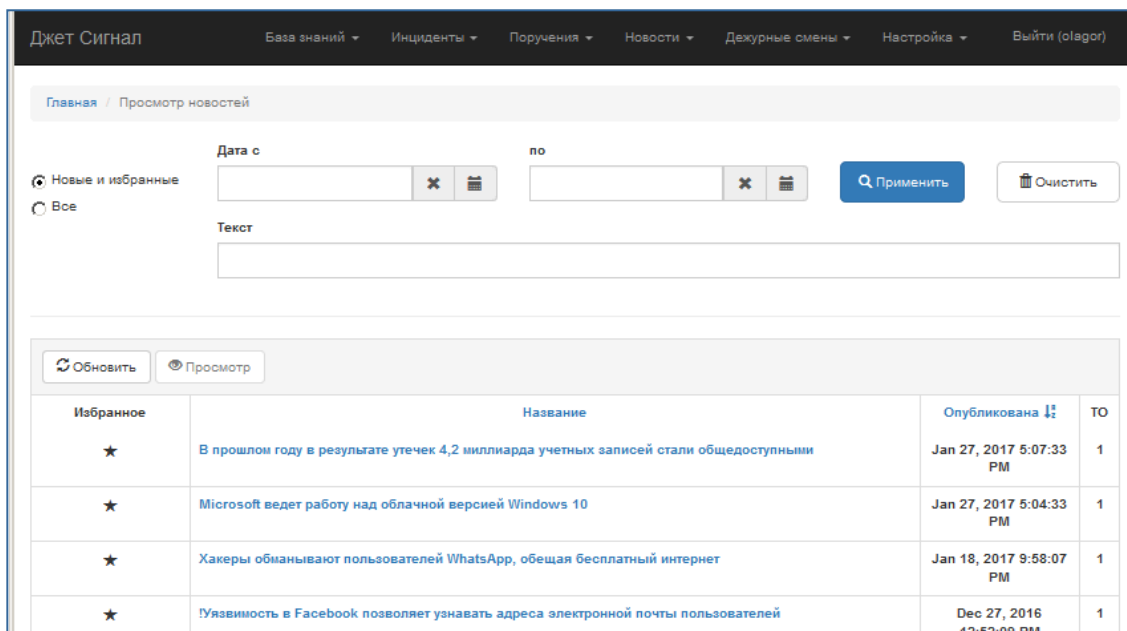 Джет Сигнал База знаний Инциденты Поручения Новости Дежурные смены Настройка Выйти (olagor)
Главная / Просмотр новостей
Дата с по
Новые и избранные
Применить Очистить
Все
Текст
Обновить Просмотр
Избранное Название Опубликована ТО
В прошлом году в результате утечек 4,2 миллиарда учетных записей стали общедоступными Jan 27, 2017 5:07:33 1
PM
Microsoft ведет работу над облачной версией Windows 10 Jan 27, 2017 5:04:33 1
PM
Хакеры обманывают пользователей WhatsApp, обещая бесплатный интернет Jan 18, 2017 9:58:07 1
PM
!Уязвимость в Facebook позволяет узнавать адреса электронной почты пользователей Dec 27, 2016 1
PM